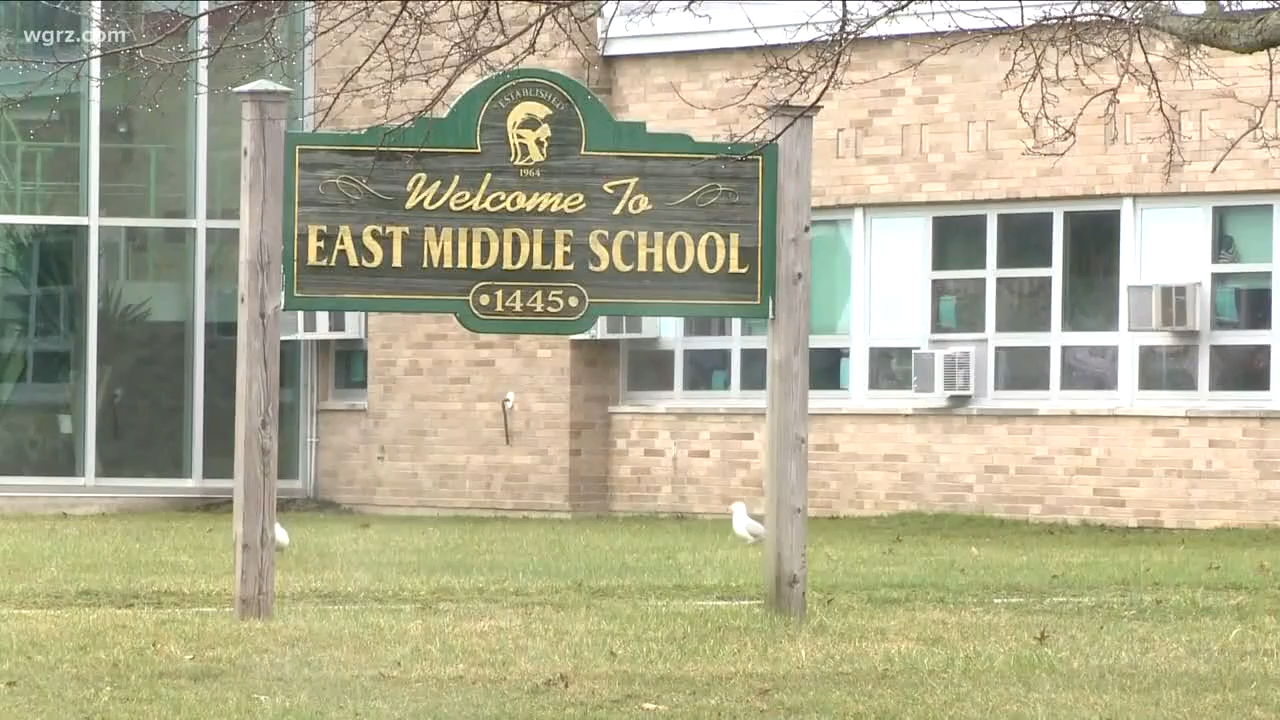 wgrz.com
ESTABLISHED
1964
Welcome To
EAST MIDDLE SCHOOL
•1445•